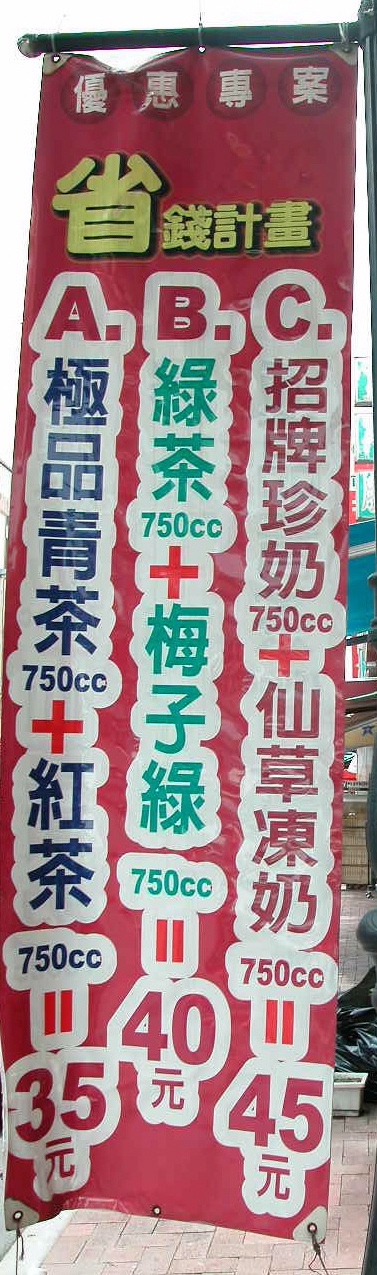 優惠專案
省錢計畫
A.
極品青茶
750cc
+
紅茶
750cc
=
35
元
B.
綠茶
750cc
+
梅子綠
750cc
=
40
元
C.
招牌珍奶
750cc
+
仙草凍奶
750cc
=
45
元